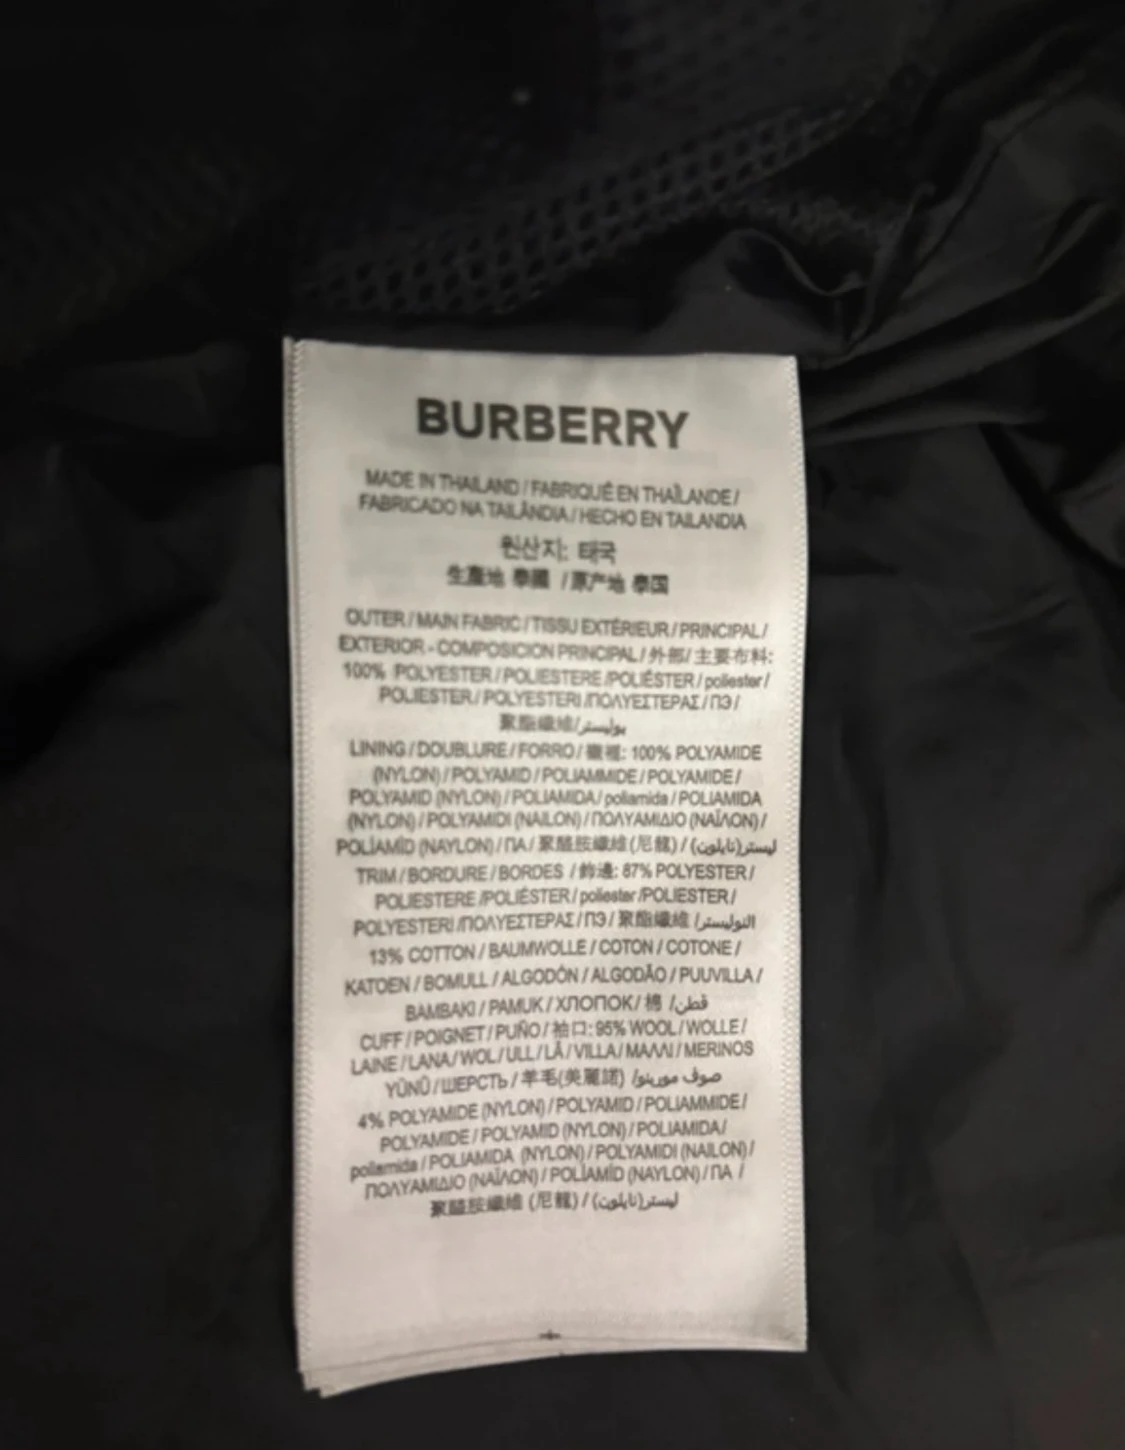 BURBERRY
MADE IN THAILAND / FABRIQUÉ EN THAÏLANDE /
FABRICADO NA TAILÂNDIA / HECHO EN TAILANDIA
원산지: 태국
生產地 泰國 / 原产地 泰国
OUTER / MAIN FABRIC / TISSU EXTÉRIEUR / PRINCIPAL /
EXTERIOR - COMPOSICION PRINCIPAL / 外部/ 主要布料:
100% POLYESTER / POLIESTERE /POLIÉSTER / poliester /
POLIESTER / POLYESTERI /ΠΟΛΥΕΣΤΕΡΑΣ / ПЭ /
聚酯纖維/بوليستر
LINING / DOUBLURE / FORRO / 襯裡: 100% POLYAMIDE
(NYLON) / POLYAMID / POLIAMMIDE / POLYAMIDE /
POLYAMID (NYLON) / POLIAMIDA / poliamida / POLIAMIDA
(NYLON) / POLYAMIDI (NAILON) / ΠΟΛΥΑΜΙΔΙΟ (ΝΑΪΛΟΝ) /
POLİAMİD (NAYLON) / ПА / 聚醯胺纖維 (尼龍) / (نايلون)ليستر
TRIM / BORDURE / BORDES / 飾邊: 87% POLYESTER /
POLIESTERE /POLIÉSTER / poliester /POLIESTER /
POLYESTERI /ΠΟΛΥΕΣΤΕΡΑΣ / ПЭ / 聚酯纖維 /النوليستر
13% COTTON / BAUMWOLLE / COTON / COTONE /
KATOEN / BOMULL / ALGODÓN / ALGODÃO / PUUVILLA /
BAMBAKI / PAMUK / ХЛОПОК / 棉 /قطن
CUFF / POIGNET / PUÑO / 袖口: 95% WOOL / WOLLE /
LAINE / LANA / WOL / ULL / LÃ / VILLA / ΜΑΛΛΙ / MERINOS
YÜNÜ / ШЕРСТЬ / 羊毛(美麗諾) /صوف مورينو
4% POLYAMIDE (NYLON) / POLYAMID / POLIAMMIDE /
POLYAMIDE / POLYAMID (NYLON) / POLIAMIDA /
poliamida / POLIAMIDA (NYLON) / POLYAMIDI (NAILON) /
ΠΟΛΥΑΜΙΔΙΟ (ΝΑΪΛΟΝ) / POLİAMİD (NAYLON) / ПА /
聚醯胺纖維 (尼龍) / (نايلون)ليستر